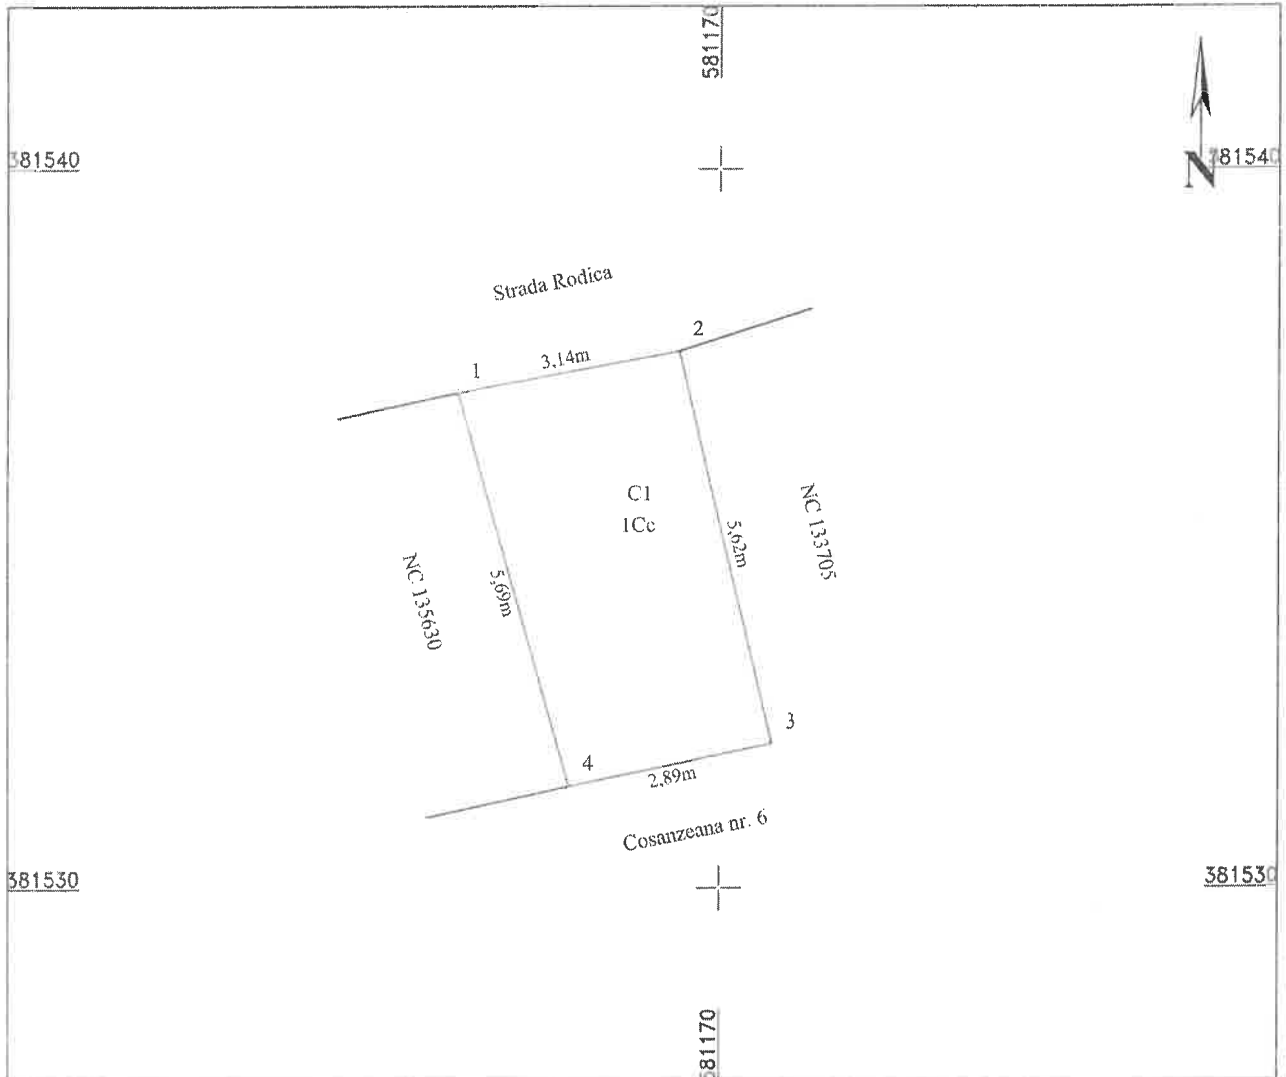 581170
381540
N
381540
Strada Rodica
2
3,14m
1
C1
1Cc
NC 133705
5,62m
NC 135630
5,69m
3
4
2,89m
Cosanzeana nr. 6
381530
381530
581170